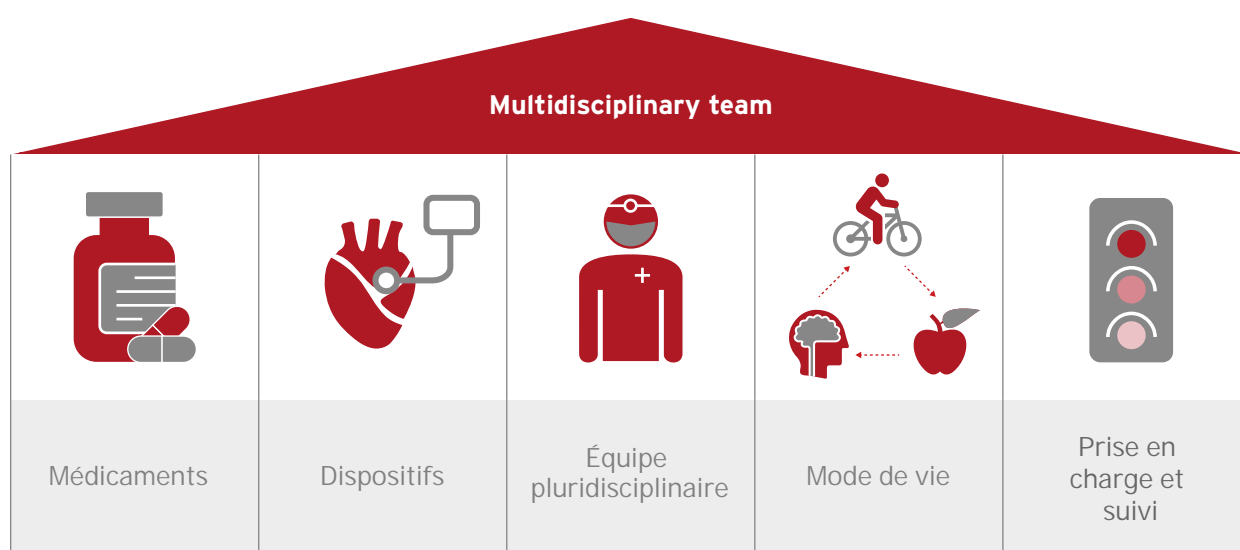 Multidisciplinary team
Médicaments
Dispositifs
Équipe
pluridisciplinaire
Mode de vie
Prise en
charge et
suivi